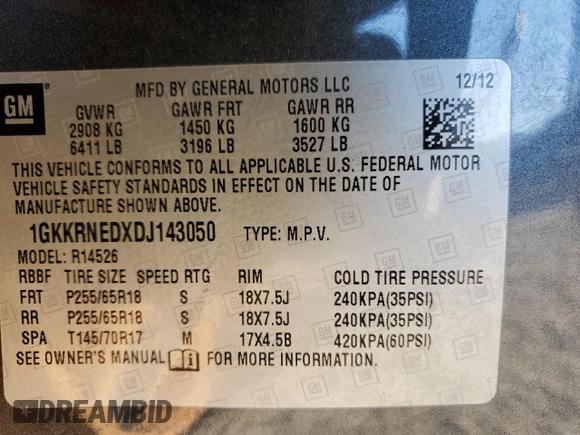 GM
MFD BY GENERAL MOTORS LLC 12/12
GVWR GAWR FRT GAWR RR
2908 KG 1450 KG 1600 KG
6411 LB 3196 LB 3527 LB
THIS VEHICLE CONFORMS TO ALL APPLICABLE U.S. FEDERAL MOTOR
VEHICLE SAFETY STANDARDS IN EFFECT ON THE DATE OF
MANUFACTURE SHOWN ABOVE.
1GKKRNEDXDJ143050 TYPE: M.P.V.
MODEL: R14526
RBBF TIRE SIZE SPEED RTG RIM COLD TIRE PRESSURE
FRT P255/65R18 S 18X7.5J 240KPA(35PSI)
RR P255/65R18 S 18X7.5J 240KPA(35PSI)
SPA T145/70R17 M 17X4.5B 420KPA(60PSI)
SEE OWNER'S MANUAL FOR MORE INFORMATION.
DREAMBID